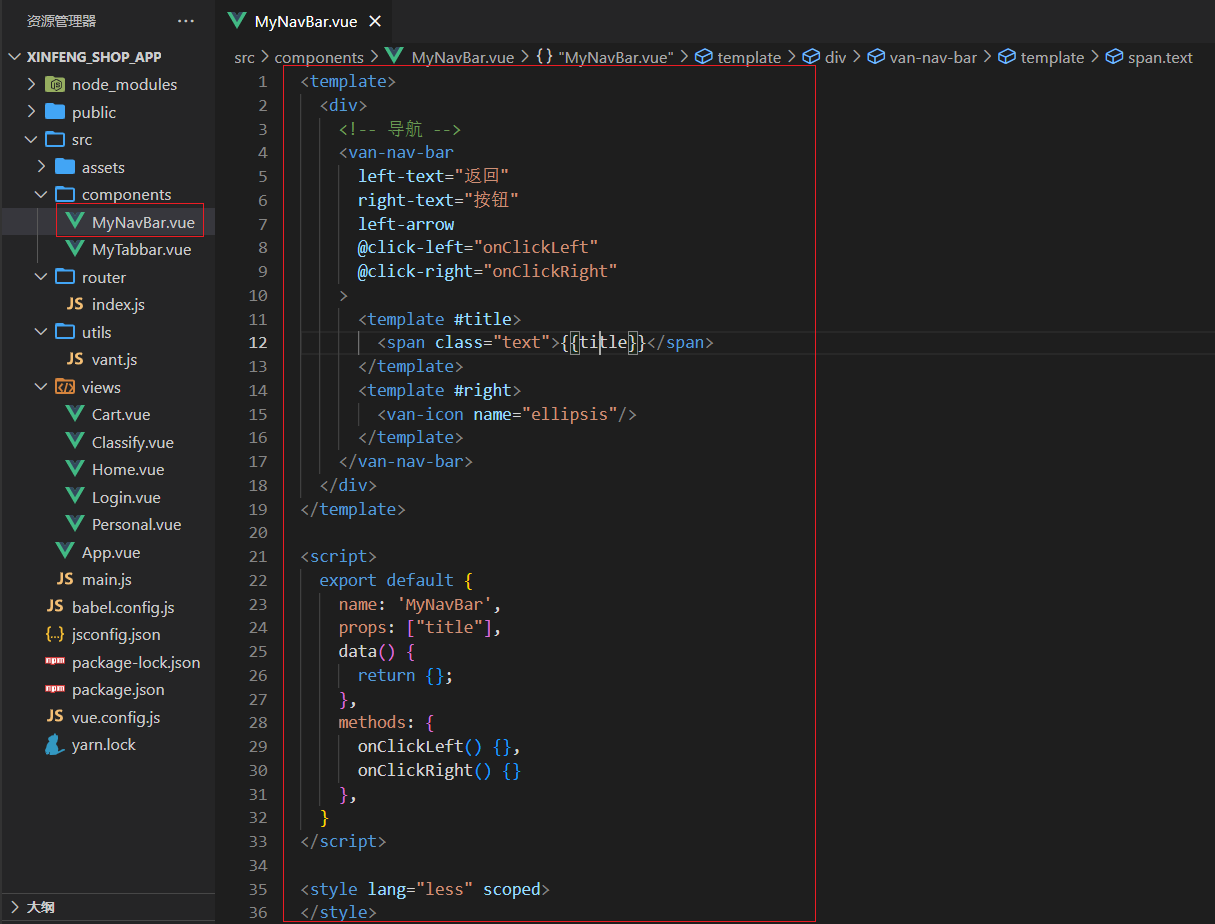 资源管理器 ···
XINFENG_SHOP_APP
node_modules
public
src
assets
components
MyNavBar.vue
MyTabbar.vue
router
JS index.js
utils
JS vant.js
views
Cart.vue
Classify.vue
Home.vue
Login.vue
Personal.vue
App.vue
JS main.js
JS babel.config.js
{..} jsconfig.json
npm package-lock.json
npm package.json
JS vue.config.js
yarn.lock
大纲
MyNavBar.vue
src > components > MyNavBar.vue > {} "MyNavBar.vue" > template > div > van-nav-bar > template > span.text
1 <template>
2 <div>
3 <!-- 导航 -->
4 <van-nav-bar
5 left-text="返回"
6 right-text="按钮"
7 left-arrow
8 @click-left="onClickLeft"
9 @click-right="onClickRight"
10 >
11 <template #title>
12 <span class="text">{{title}}</span>
13 </template>
14 <template #right>
15 <van-icon name="ellipsis"/>
16 </template>
17 </van-nav-bar>
18 </div>
19 </template>
20
21 <script>
22 export default {
23 name: 'MyNavBar',
24 props: ["title"],
25 data() {
26 return {};
27 },
28 methods: {
29 onClickLeft() {},
30 onClickRight() {}
31 },
32 }
33 </script>
34
35 <style lang="less" scoped>
36 </style>